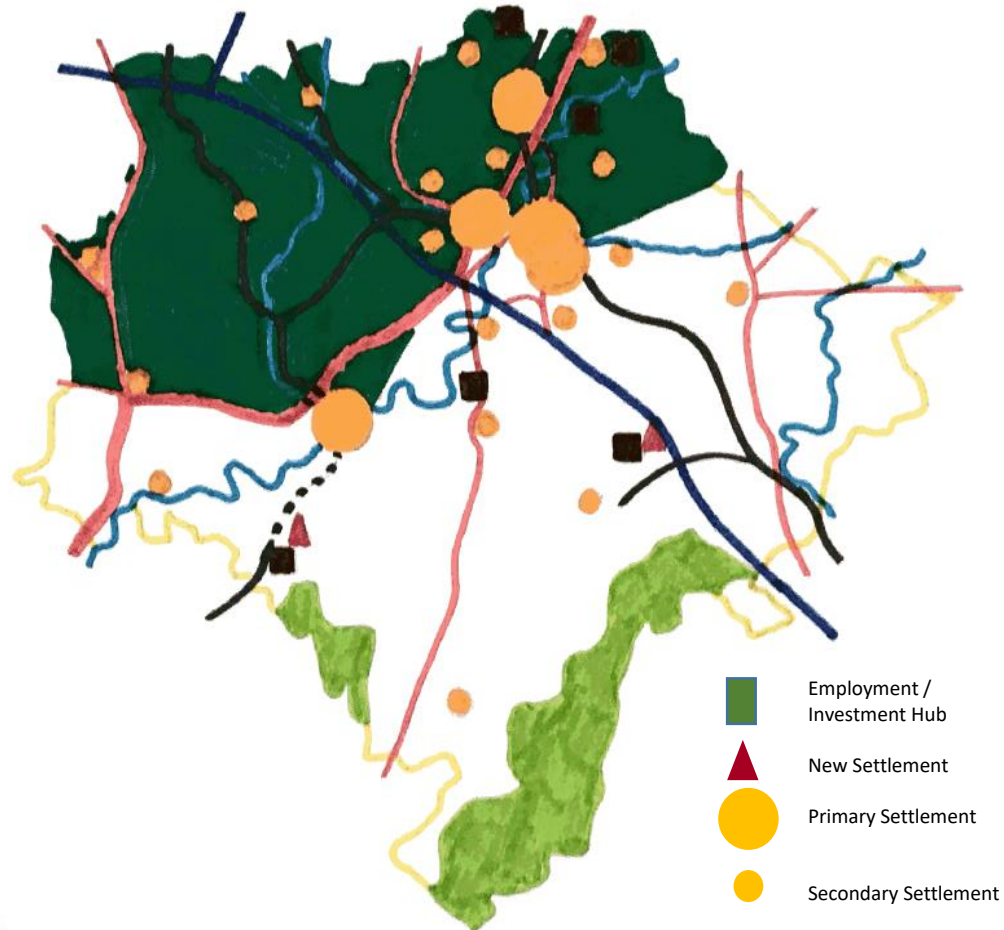 Employment /
Investment Hub
New Settlement
Primary Settlement
Secondary Settlement